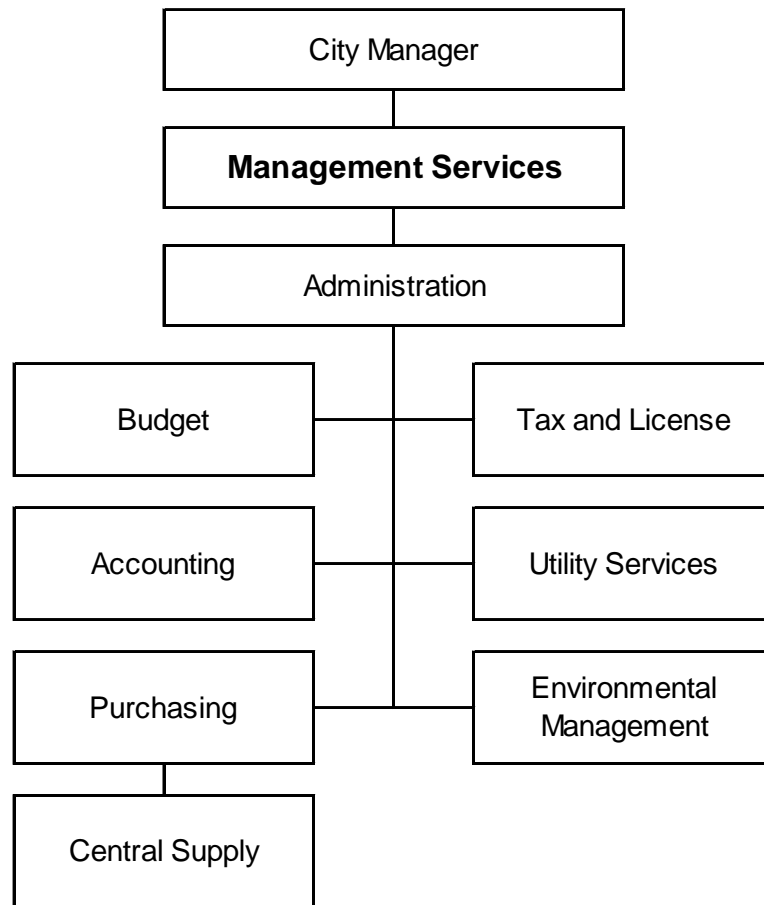 City Manager
Management Services
Administration
Budget
Tax and License
Accounting
Utility Services
Purchasing
Environmental
Management
Central Supply